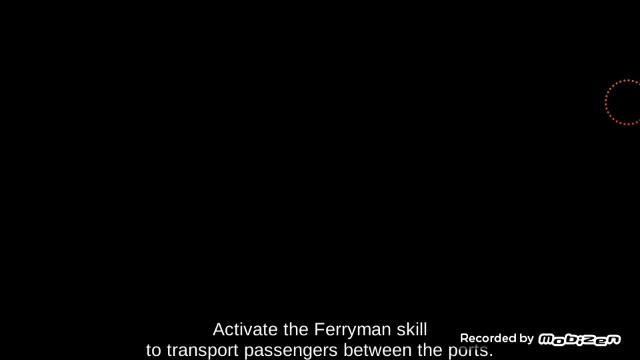 Activate the Ferryman skill
to transport passengers between the ports.
Recorded by mobizen